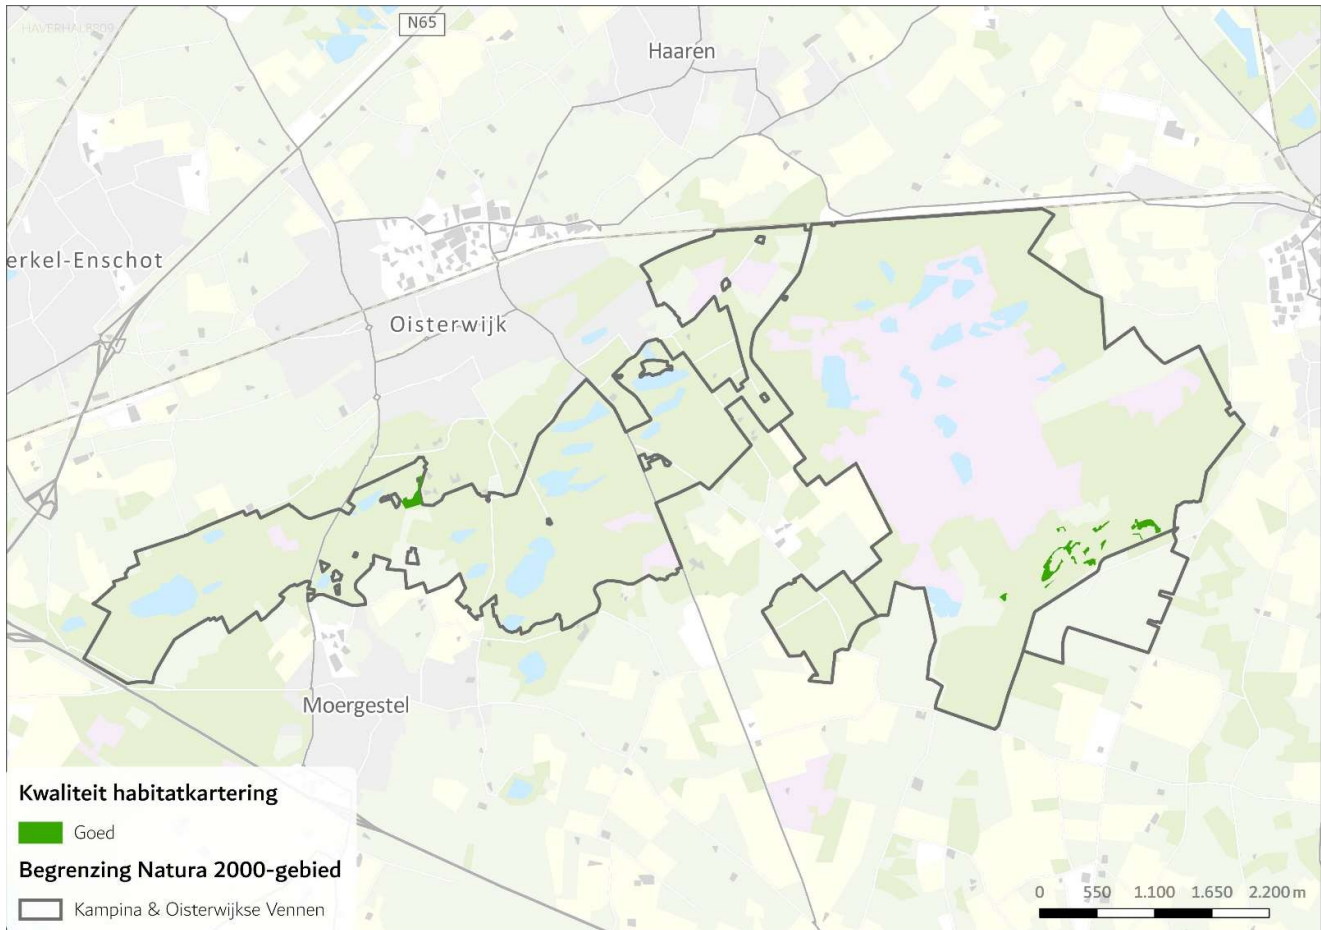 HAVERHAL8209
N65
Haaren
erkel-Enschot
Oisterwijk
Moergestel
Kwaliteit habitatkartering
Goed
Begrenzing Natura 2000-gebied
Kampina & Oisterwijkse Vennen
0 550 1.100 1.650 2.200 m